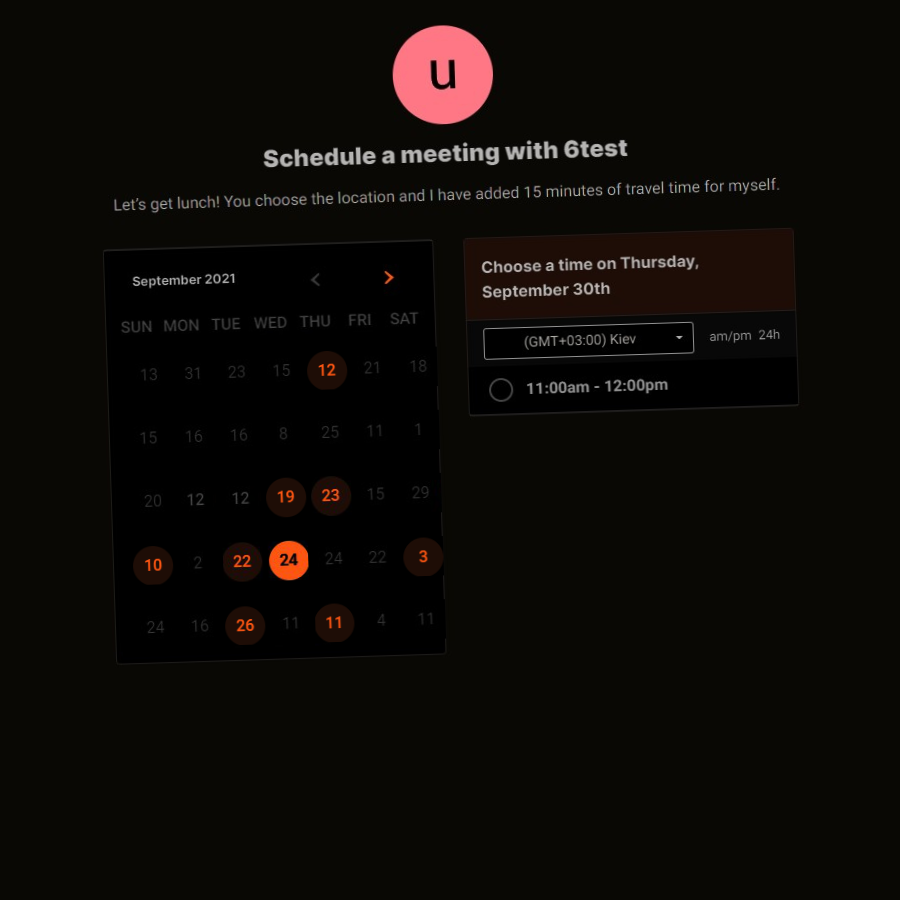 u
Schedule a meeting with 6test
Let's get lunch! You choose the location and I have added 15 minutes of travel time for myself.
September 2021
SUN MON TUE WED THU FRI SAT
13 31 23 15 12 21 18
15 16 16 8 25 11 1
20 12 12 19 23 15 29
10 2 22 24 24 22 3
24 16 26 11 11 4 11
Choose a time on Thursday,
September 30th
(GMT+03:00) Kiev am/pm 24h
11:00am - 12:00pm